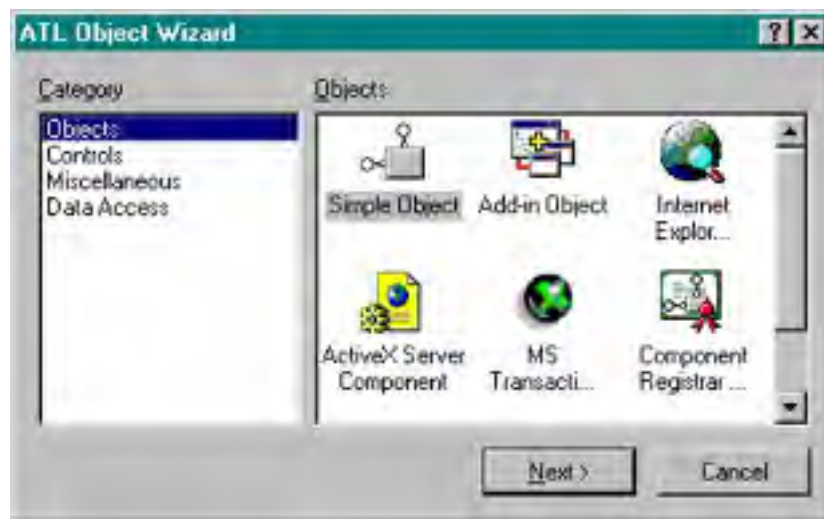 ATL Object Wizard
Category
Objects:
Objects
Controls
Miscellaneous
Data Access
Simple Object
Add-in Object
Internet
Explor...
ActiveX Server
Component
MS
Transacti...
Component
Registrar ...
Next >
Cancel